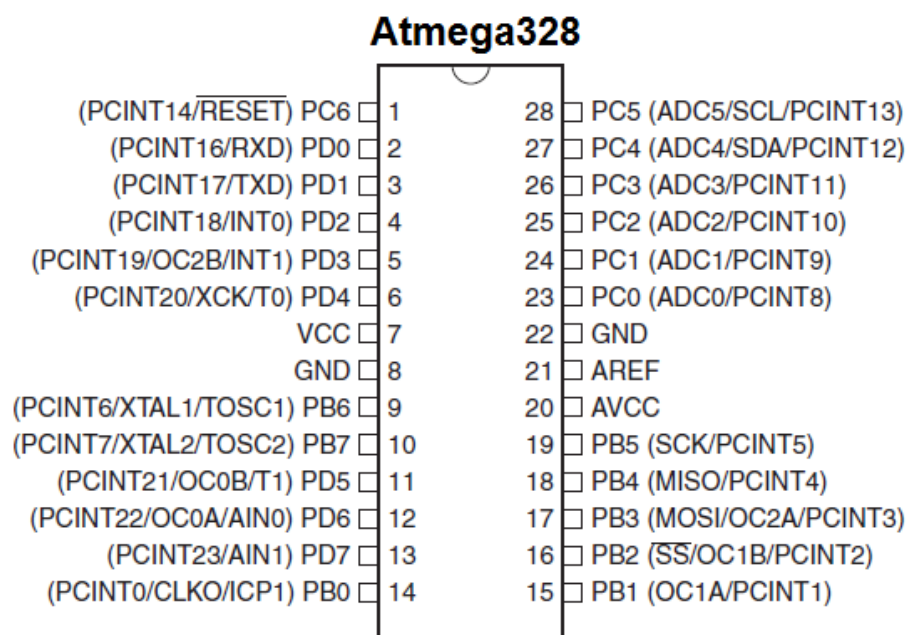 Atmega328
(PCINT14/RESET) PC6 1 28 PC5 (ADC5/SCL/PCINT13)
(PCINT16/RXD) PD0 2 27 PC4 (ADC4/SDA/PCINT12)
(PCINT17/TXD) PD1 3 26 PC3 (ADC3/PCINT11)
(PCINT18/INT0) PD2 4 25 PC2 (ADC2/PCINT10)
(PCINT19/OC2B/INT1) PD3 5 24 PC1 (ADC1/PCINT9)
(PCINT20/XCK/T0) PD4 6 23 PC0 (ADC0/PCINT8)
VCC 7 22 GND
GND 8 21 AREF
(PCINT6/XTAL1/TOSC1) PB6 9 20 AVCC
(PCINT7/XTAL2/TOSC2) PB7 10 19 PB5 (SCK/PCINT5)
(PCINT21/OC0B/T1) PD5 11 18 PB4 (MISO/PCINT4)
(PCINT22/OC0A/AIN0) PD6 12 17 PB3 (MOSI/OC2A/PCINT3)
(PCINT23/AIN1) PD7 13 16 PB2 (SS/OC1B/PCINT2)
(PCINT0/CLKO/ICP1) PB0 14 15 PB1 (OC1A/PCINT1)